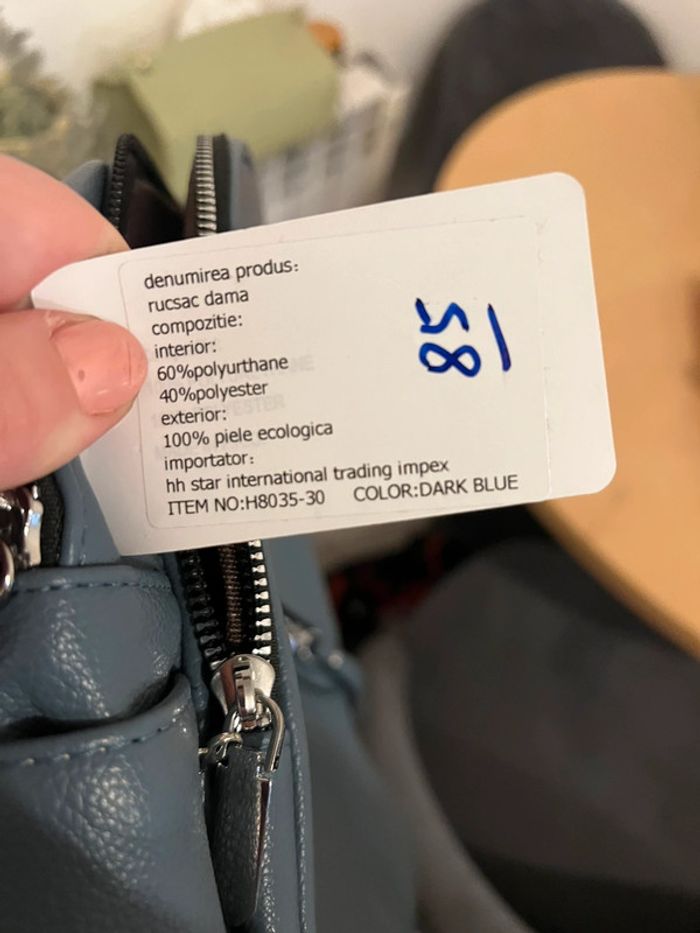 denumirea produs:
rucsac dama
compozitie:
interior:
60%polyurthane
40%polyester
exterior:
100% piele ecologica
importator:
hh star international trading impex
ITEM NO:H8035-30 COLOR:DARK BLUE
85